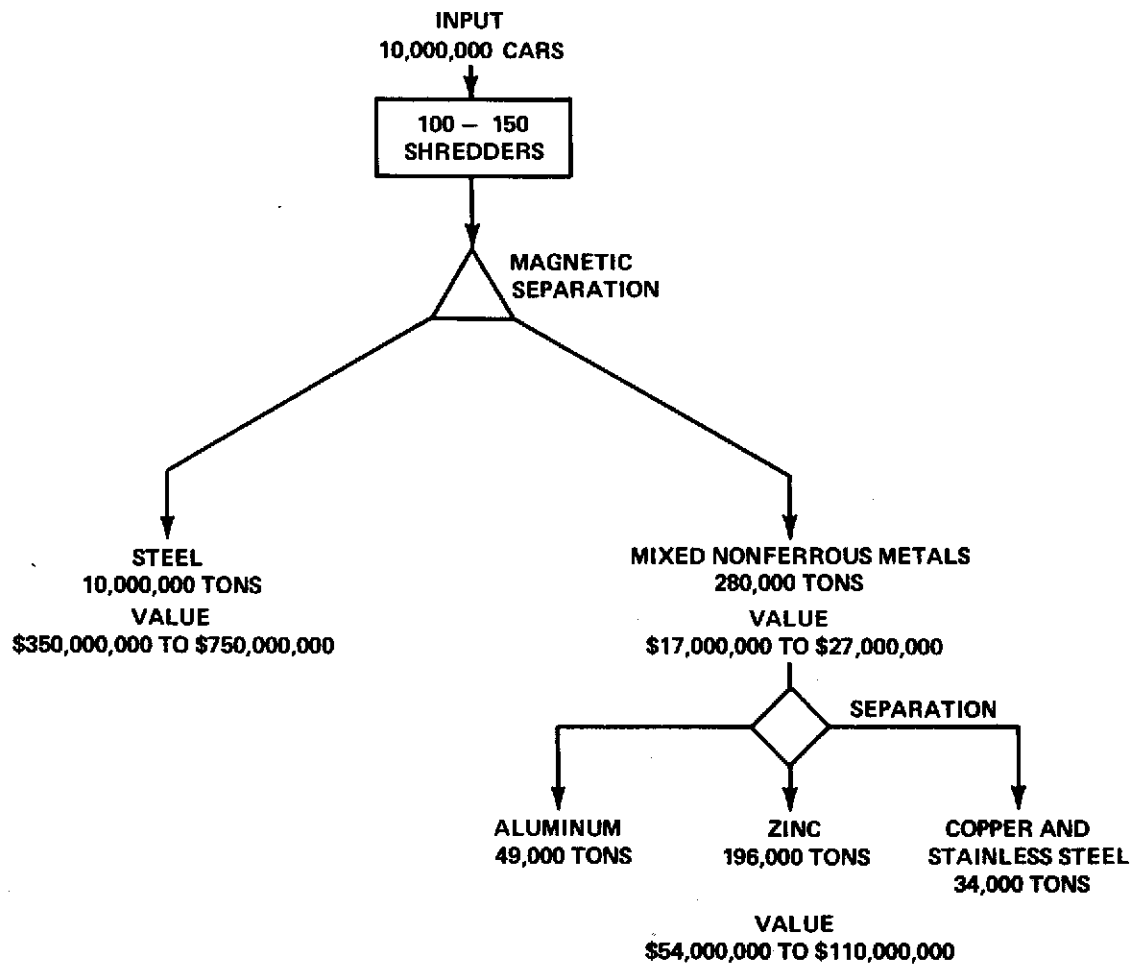 INPUT
10,000,000 CARS
100 – 150
SHREDDERS
MAGNETIC
SEPARATION
STEEL
10,000,000 TONS
VALUE
$350,000,000 TO $750,000,000
MIXED NONFERROUS METALS
280,000 TONS
VALUE
$17,000,000 TO $27,000,000
SEPARATION
ALUMINUM
49,000 TONS
ZINC
196,000 TONS
COPPER AND
STAINLESS STEEL
34,000 TONS
VALUE
$54,000,000 TO $110,000,000